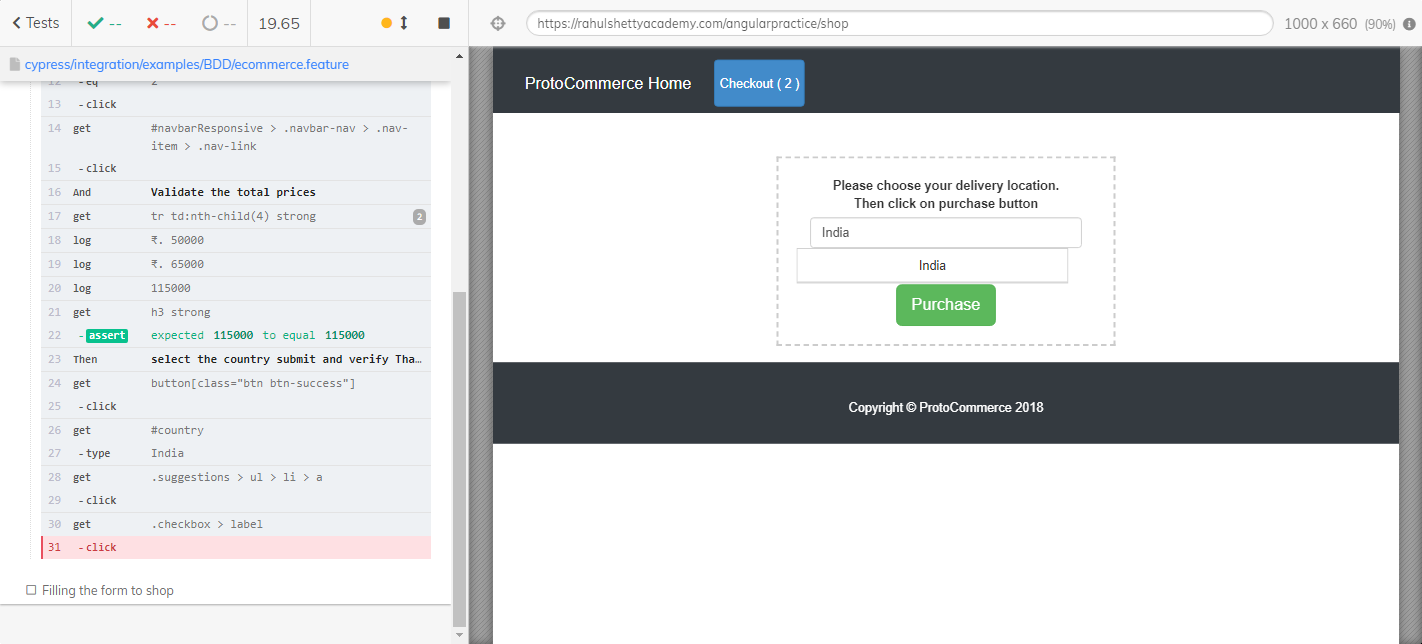 Tests
--
--
--
19.65
https://rahulshettyacademy.com/angularpractice/shop
1000 x 660 (90%)
cypress/integration/examples/BDD/ecommerce.feature
12 -eq 2
13 -click
14 get #navbarResponsive > .navbar-nav > .nav-
item > .nav-link
15 -click
16 And Validate the total prices
17 get tr td:nth-child(4) strong 2
18 log ₹. 50000
19 log ₹. 65000
20 log 115000
21 get h3 strong
22 -assert expected 115000 to equal 115000
23 Then select the country submit and verify Tha…
24 get button[class="btn btn-success"]
25 -click
26 get #country
27 -type India
28 get .suggestions > ul > li > a
29 -click
30 get .checkbox > label
31 -click
Filling the form to shop
ProtoCommerce Home
Checkout ( 2 )
Please choose your delivery location.
Then click on purchase button
India
India
Purchase
Copyright © ProtoCommerce 2018